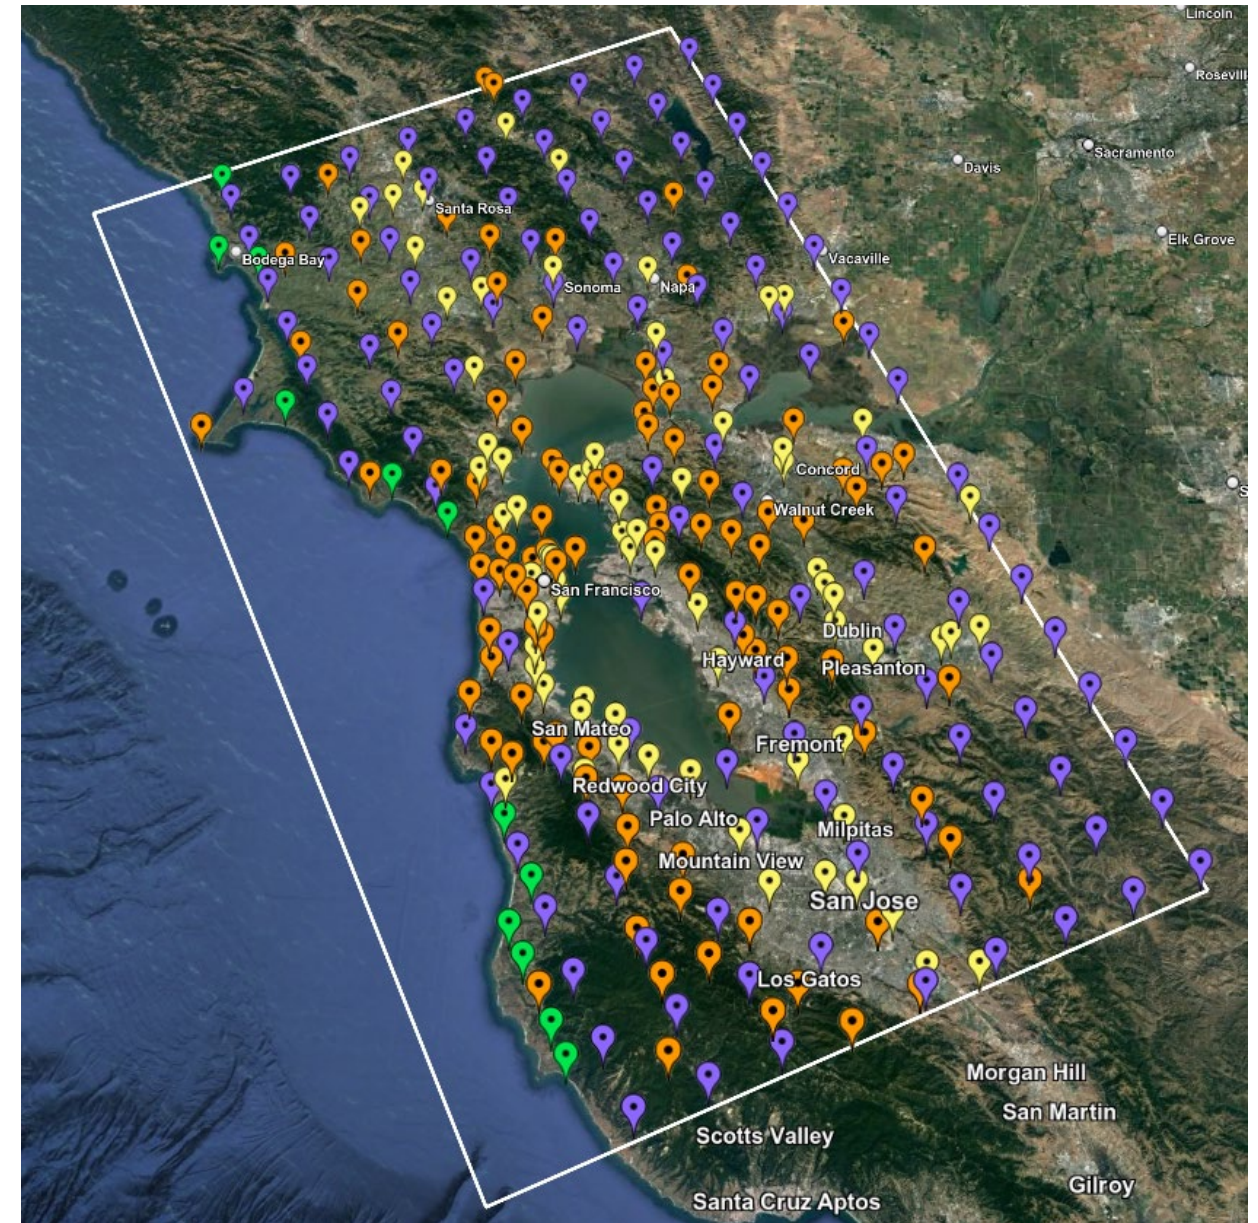 Lincoln
Sacramento
Davis
Santa Rosa
Elk Grove
Vacaville
Bodega Bay
Sonoma
Napa
Concord
Walnut Creek
San Francisco
Dublin
Hayward
Pleasanton
San Mateo
Fremont
Redwood City
Palo Alto
Milpitas
Mountain View
San Jose
Los Gatos
Morgan Hill
San Martin
Scotts Valley
Gilroy
Santa Cruz Aptos